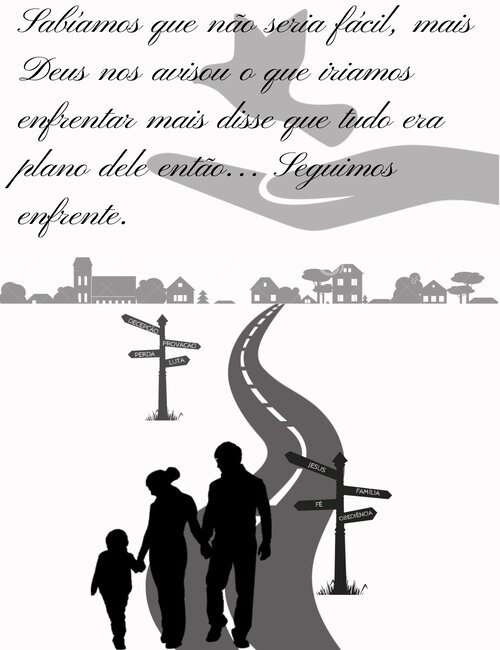 Sabíamos que não seria fácil, mais
Deus nos avisou o que iriamos
enfrentar mais disse que tudo era
plano dele então... Seguimos
enfrente.
DECEPÇÃO
PROVAÇÃO
PERDA
LUTA
JESUS
FAMÍLIA
FÉ
OBEDIÊNCIA